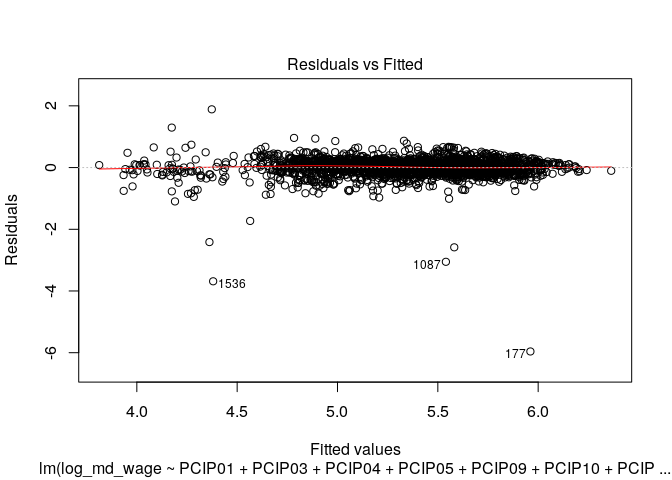 Residuals vs Fitted
2
0
-2
-4
-6
Residuals
1087
1536
177
4.0 4.5 5.0 5.5 6.0
Fitted values
lm(log_md_wage ~ PCIP01 + PCIP03 + PCIP04 + PCIP05 + PCIP09 + PCIP10 + PCIP ...